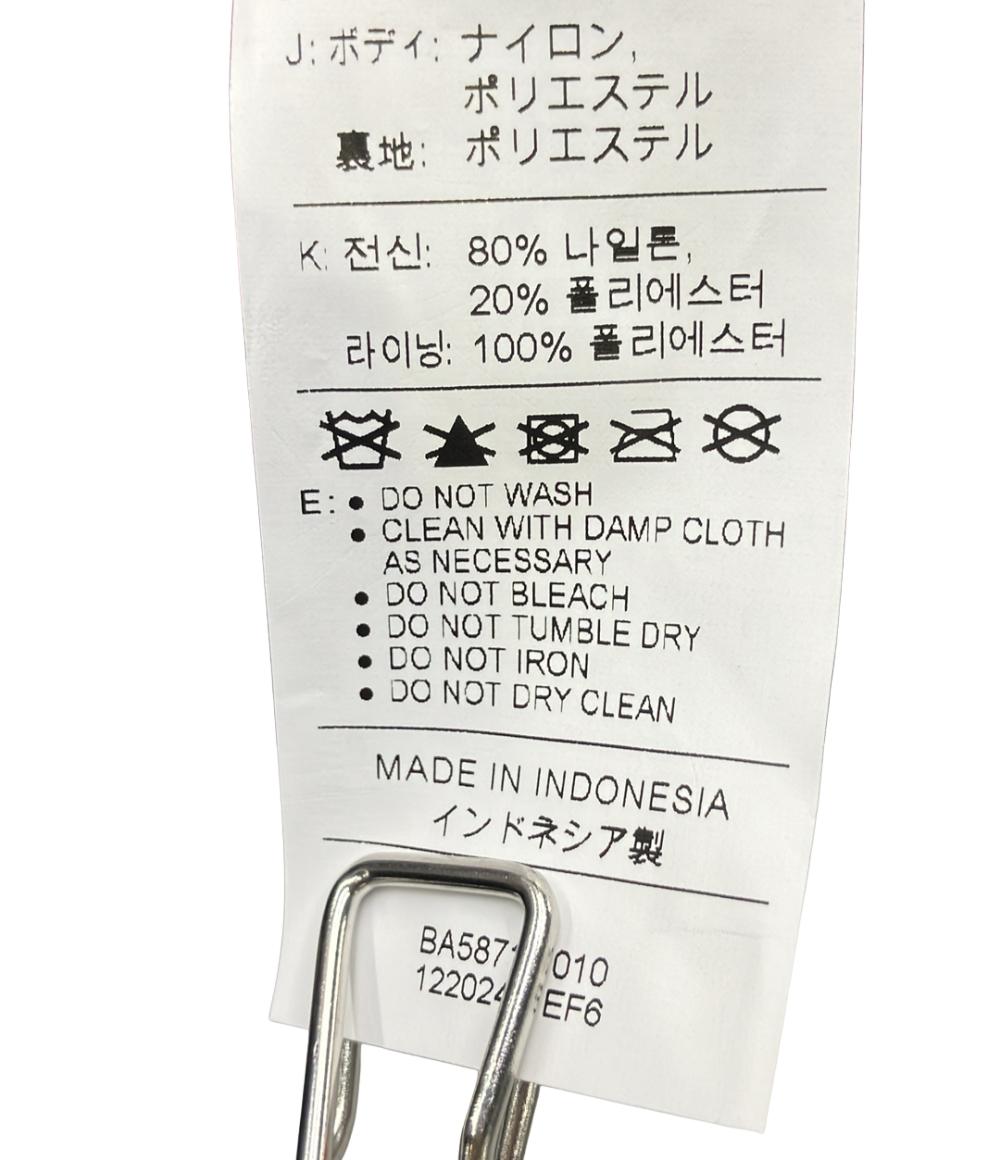 J: ボディ: ナイロン,
ポリエステル
裏地: ポリエステル
K: 전신: 80% 나일론,
20% 폴리에스터
라이닝: 100% 폴리에스터
E: • DO NOT WASH
• CLEAN WITH DAMP CLOTH
AS NECESSARY
• DO NOT BLEACH
• DO NOT TUMBLE DRY
• DO NOT IRON
• DO NOT DRY CLEAN
MADE IN INDONESIA
インドネシア製